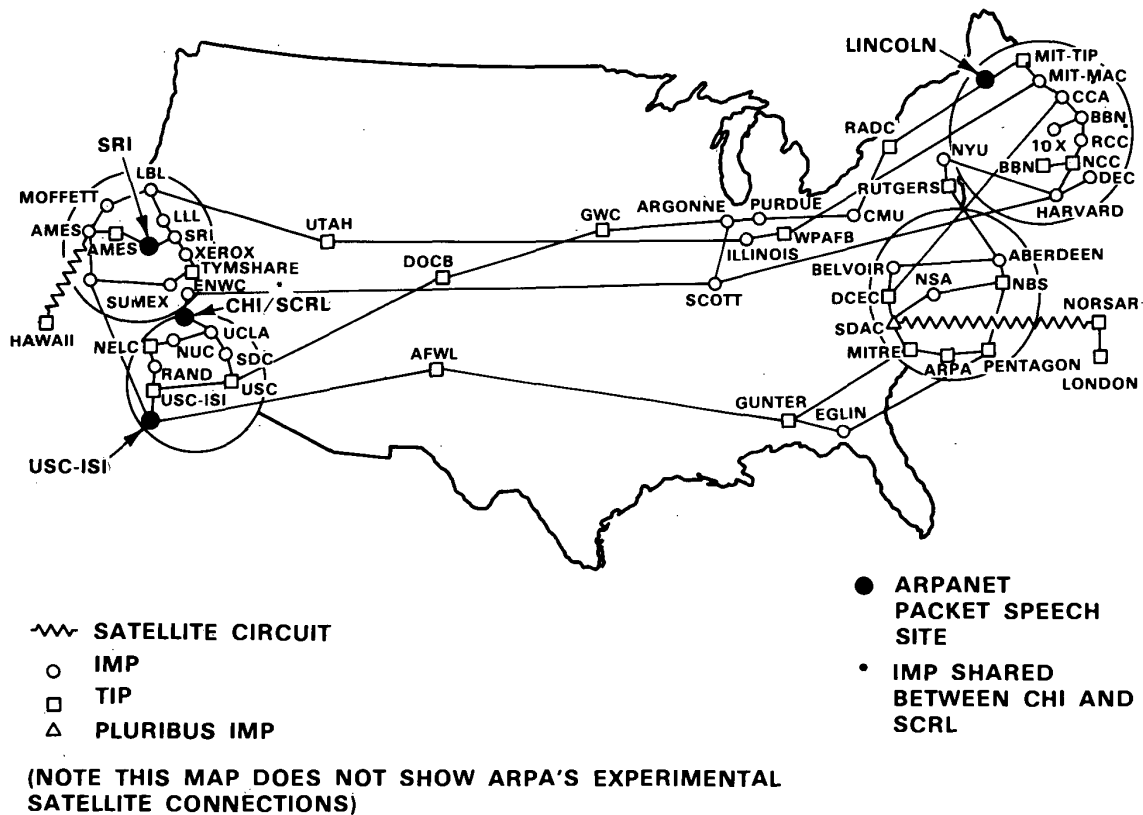 LINCOLN
MIT-TIP
MIT-MAC
CCA
BBN
10X
RCC
RADC
NYU
BBN
NCC
DEC
RUTGERS
HARVARD
SRI
LBL
MOFFETT
LLL
AMES
SRI
AMES
XEROX
TYMSHARE
ENWC
SUMEX
CHI/SCRL
HAWAII
UTAH
GWC
ARGONNE
PURDUE
CMU
WPAFB
ILLINOIS
DOCB
SCOTT
BELVOIR
ABERDEEN
NSA
DCEC
NBS
NORSAR
SDAC
LONDON
MITRE
ARPA
PENTAGON
UCLA
NELC
NUC
SDC
RAND
USC
USC-ISI
USC-ISI
AFWL
GUNTER
EGLIN
SATELLITE CIRCUIT
IMP
TIP
PLURIBUS IMP
(NOTE THIS MAP DOES NOT SHOW ARPA'S EXPERIMENTAL
SATELLITE CONNECTIONS)
ARPANET
PACKET SPEECH
SITE
IMP SHARED
BETWEEN CHI AND
SCRL